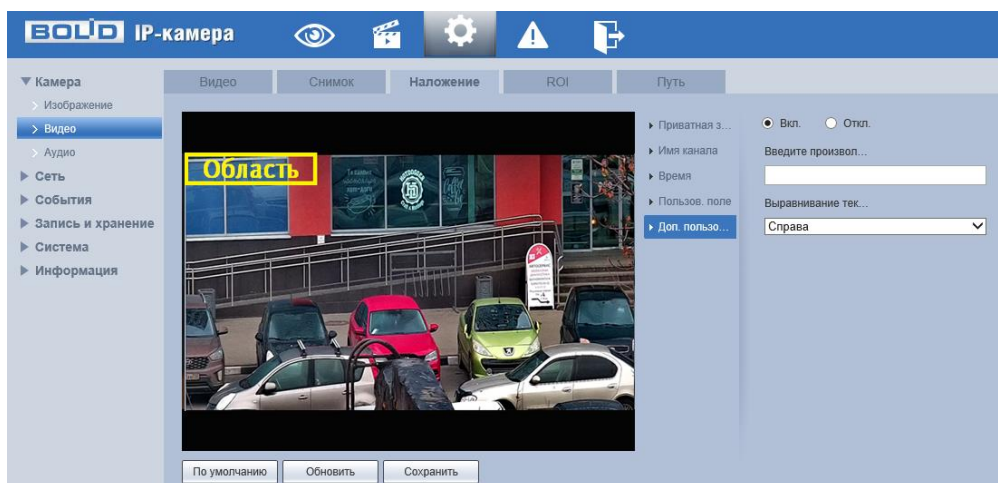 BOLID IP-камера
Камера
Изображение
Видео
Аудио
Сеть
События
Запись и хранение
Система
Информация
Видео
Снимок
Наложение
ROI
Путь
Область
Приватная з...
Имя канала
Время
Пользов. поле
Доп. пользо...
Вкл.
Откл.
Введите произвол...
Выравнивание тек...
Справа
По умолчанию
Обновить
Сохранить